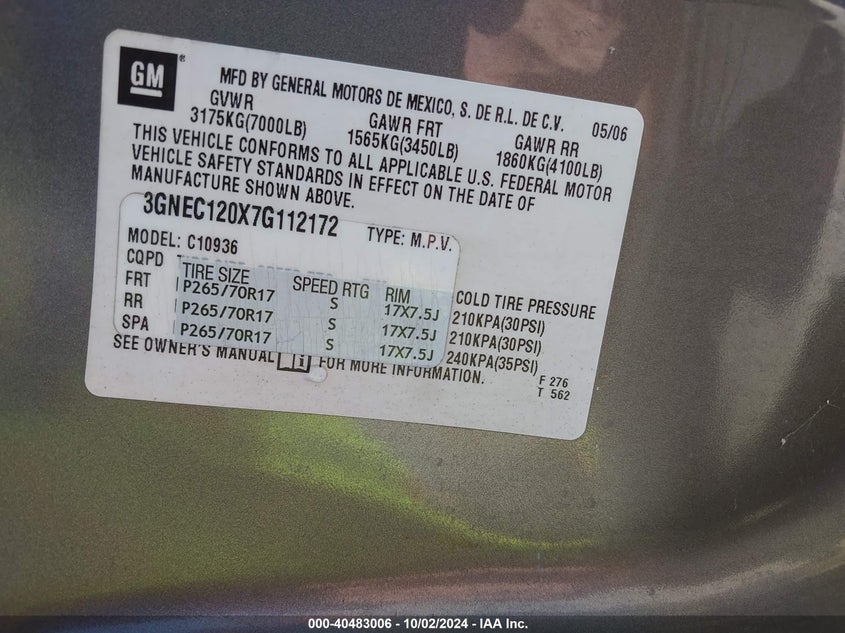 GM
MFD BY GENERAL MOTORS DE MEXICO, S. DE R.L. DE C.V. 05/06
GVWR GAWR FRT GAWR RR
3175KG(7000LB) 1565KG(3450LB) 1860KG(4100LB)
THIS VEHICLE CONFORMS TO ALL APPLICABLE U.S. FEDERAL MOTOR
VEHICLE SAFETY STANDARDS IN EFFECT ON THE DATE OF
MANUFACTURE SHOWN ABOVE.
3GNEC120X7G112172 TYPE: M.P.V.
MODEL: C10936
CQPD TIRE SIZE SPEED RTG RIM COLD TIRE PRESSURE
FRT P265/70R17 S 17X7.5J 210KPA(30PSI)
RR P265/70R17 S 17X7.5J 210KPA(30PSI)
SPA P265/70R17 S 17X7.5J 240KPA(35PSI)
SEE OWNER'S MANUAL FOR MORE INFORMATION.
F 276
T 562
000-40483006 - 10/02/2024 - IAA Inc.